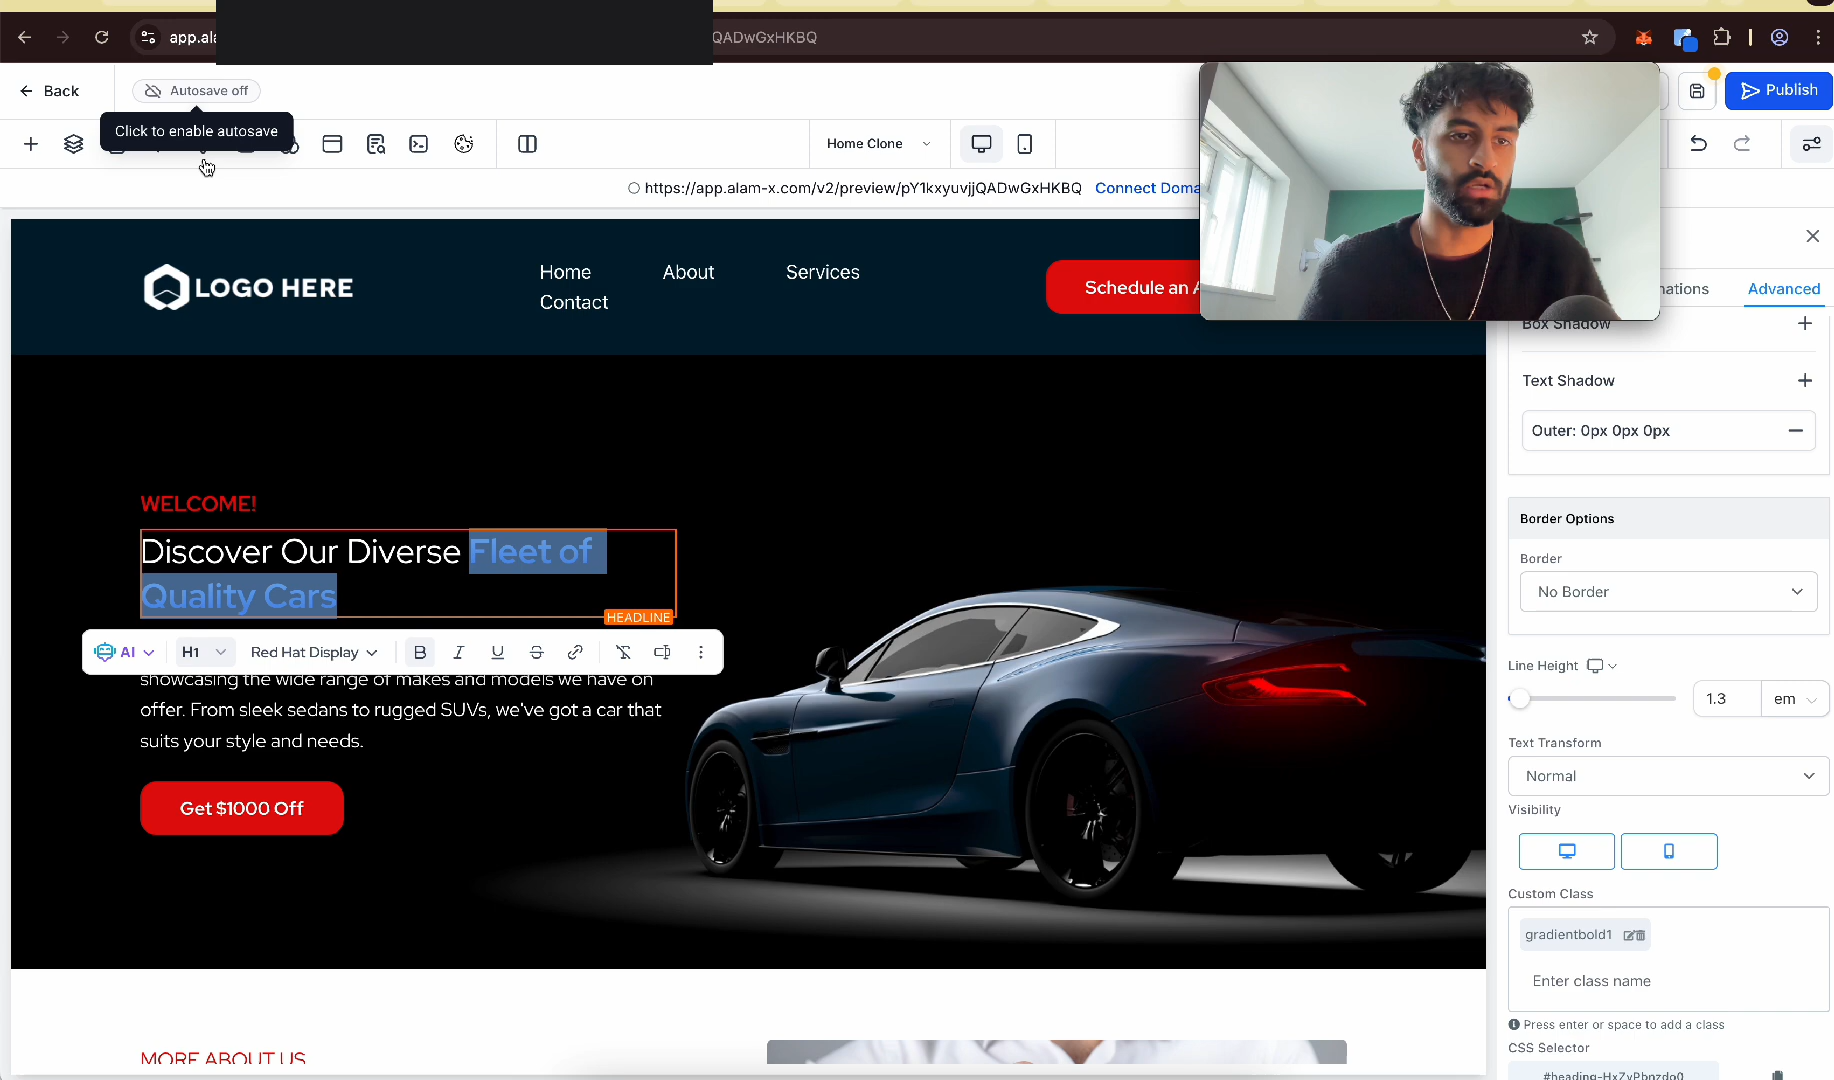 app.al
QADwGxHKBQ
Back
Autosave off
Publish
Click to enable autosave
Home Clone
https://app.alam-x.com/v2/preview/pY1kxyuvjjQADwGxHKBQ Connect Doma
LOGO HERE
Home About Services
Contact
Schedule an A
nations Advanced
Box Shadow
Text Shadow
Outer: 0px 0px 0px
WELCOME!
Discover Our Diverse Fleet of
Quality Cars
HEADLINE
AI H1 Red Hat Display B I U S
showcasing the wide range of makes and models we have on
offer. From sleek sedans to rugged SUVs, we've got a car that
suits your style and needs.
Get $1000 Off
MORE ABOUT US
Border Options
Border
No Border
Line Height
1.3 em
Text Transform
Normal
Visibility
Custom Class
gradientbold1
Enter class name
Press enter or space to add a class
CSS Selector
#heading-HxZyPbnzdo0